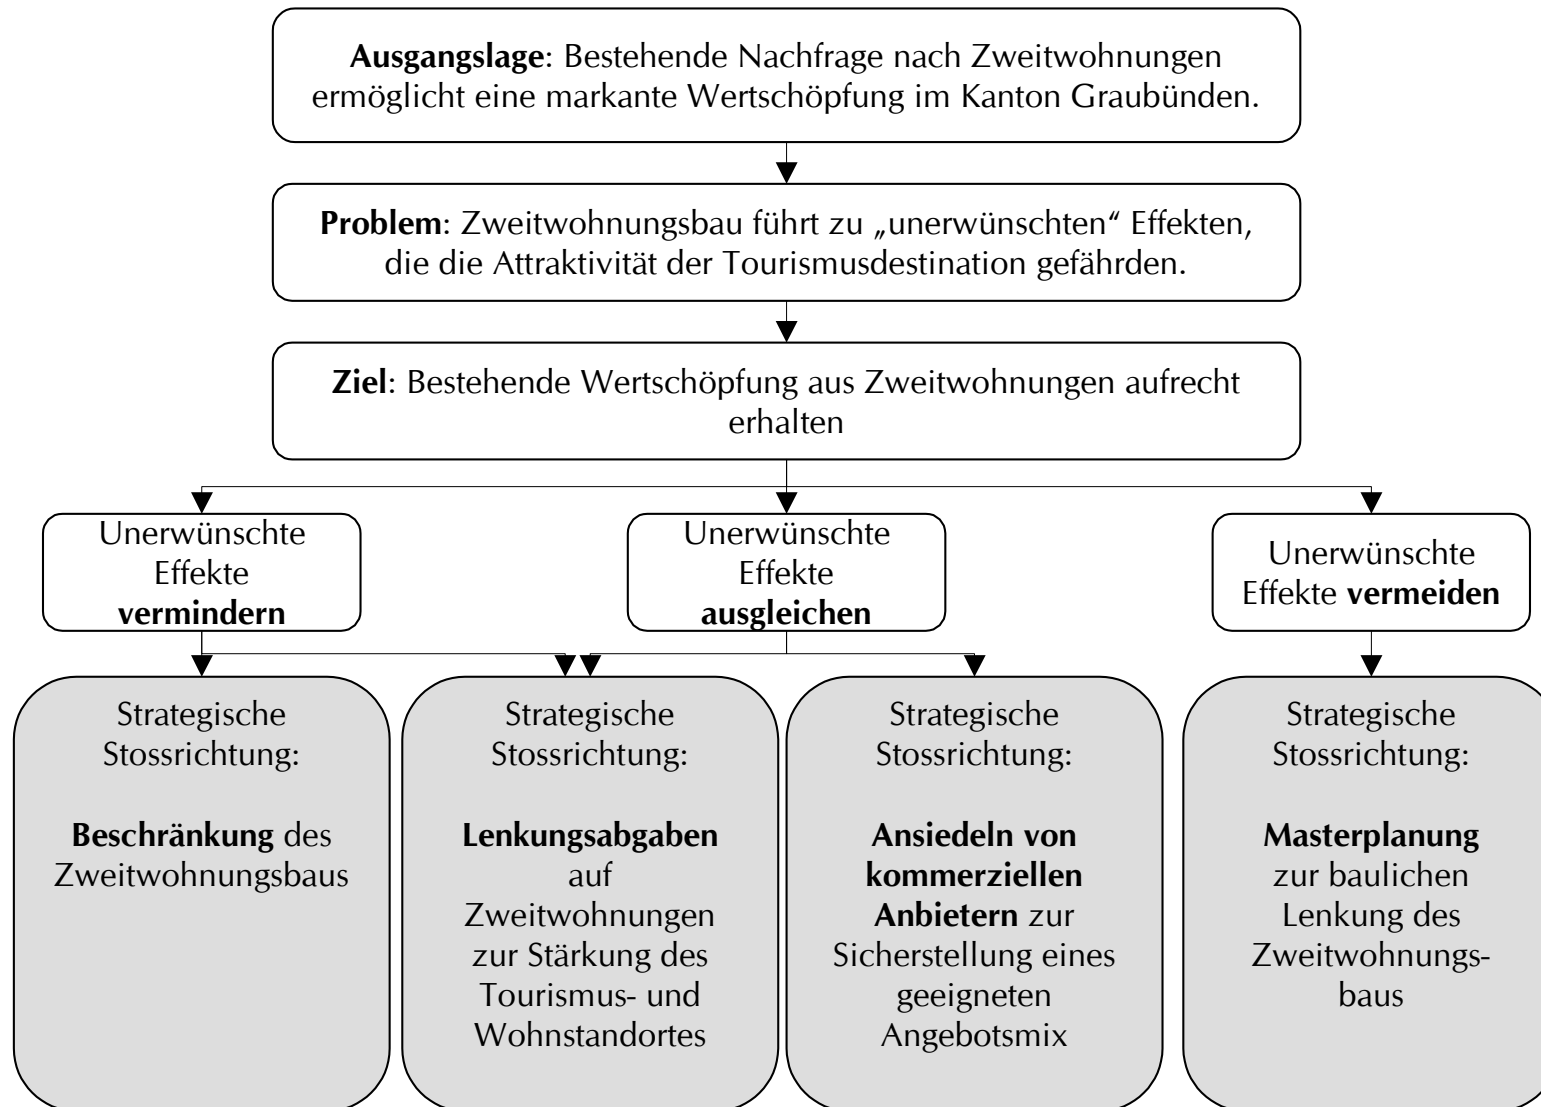 Ausgangslage: Bestehende Nachfrage nach Zweitwohnungen
ermöglicht eine markante Wertschöpfung im Kanton Graubünden.
Problem: Zweitwohnungsbau führt zu „unerwünschten“ Effekten,
die die Attraktivität der Tourismusdestination gefährden.
Ziel: Bestehende Wertschöpfung aus Zweitwohnungen aufrecht
erhalten
Unerwünschte
Effekte
vermindern
Unerwünschte
Effekte
ausgleichen
Unerwünschte
Effekte vermeiden
Strategische
Stossrichtung:
Beschränkung des
Zweitwohnungsbaus
Strategische
Stossrichtung:
Lenkungsabgaben
auf
Zweitwohnungen
zur Stärkung des
Tourismus- und
Wohnstandortes
Strategische
Stossrichtung:
Ansiedeln von
kommerziellen
Anbietern zur
Sicherstellung eines
geeigneten
Angebotsmix
Strategische
Stossrichtung:
Masterplanung
zur baulichen
Lenkung des
Zweitwohnungs-
baus